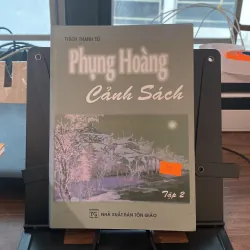 THÍCH THANH TỪ
Phụng Hoàng
Cảnh Sách
Tập 2
NHÀ XUẤT BẢN TÔN GIÁO